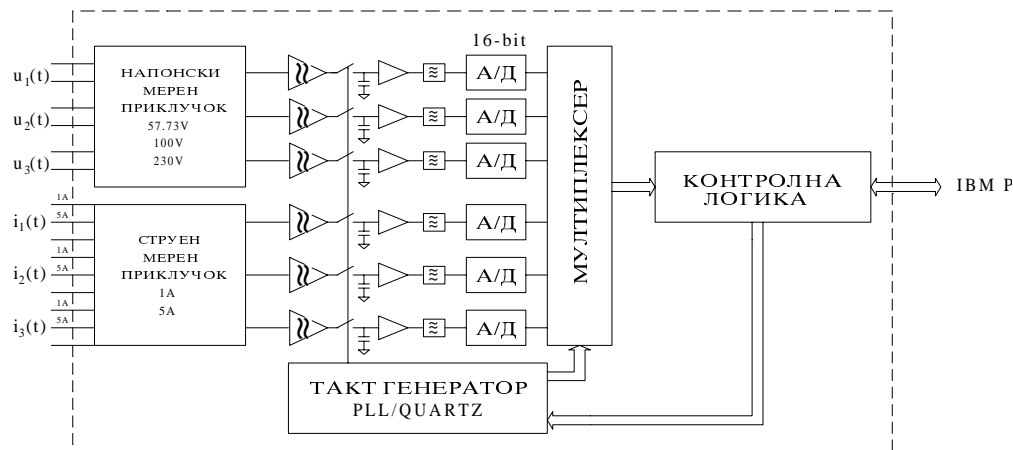 16-bit
u1(t)
u2(t)
u3(t)
НАПОНСКИ
МЕРЕН
ПРИКЛУЧОК
57.73V
100V
230V
А/Д
А/Д
А/Д
МУЛТИПЛЕКСЕР
КОНТРОЛНА
ЛОГИКА
IBM P
1A
i1(t) 5A
1A
i2(t) 5A
1A
i3(t) 5A
СТРУЕН
МЕРЕН
ПРИКЛУЧОК
1A
5A
А/Д
А/Д
А/Д
ТАКТ ГЕНЕРАТОР
PLL/QUARTZ